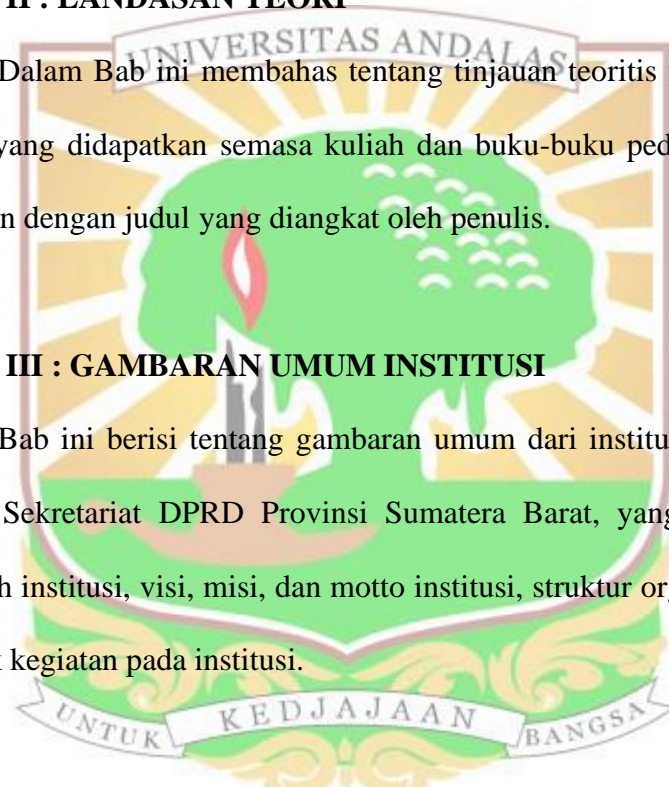 II : LANDASAN TEORI
UNIVERSITAS ANDALAS
Dalam Bab ini membahas tentang tinjauan teoritis
yang didapatkan semasa kuliah dan buku-buku ped
n dengan judul yang diangkat oleh penulis.
III : GAMBARAN UMUM INSTITUSI
Bab ini berisi tentang gambaran umum dari institu
Sekretariat DPRD Provinsi Sumatera Barat, yang
h institusi, visi, misi, dan motto institusi, struktur or
k kegiatan pada institusi.
UNTUK KEDJAJAAN BANGSA